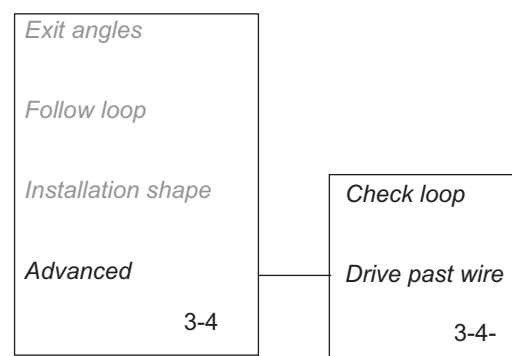 Exit angles
Follow loop
Installation shape
Advanced
3-4
Check loop
Drive past wire
3-4-